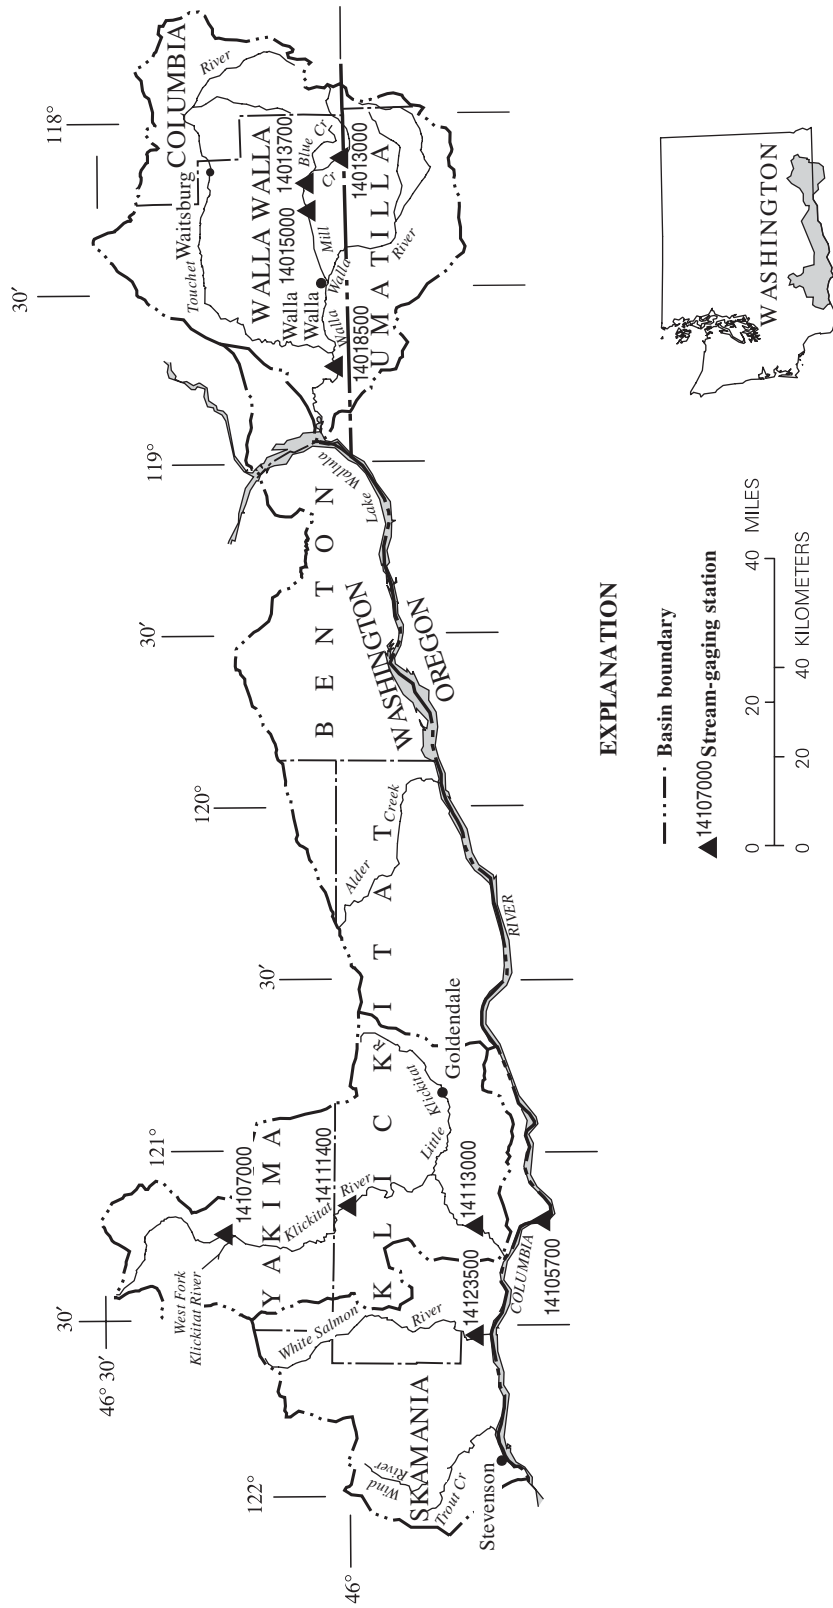 122°
30′
121°
30′
120°
30′
119°
30′
118°
46° 30′
46°
West Fork
Klickitat River
14107000
YAKIMA
14111400
Klickitat River
White Salmon River
KLICKITAT
Little Klickitat R
Goldendale
14113000
14123500
14105700
COLUMBIA
RIVER
SKAMANIA
Wind River
Trout Cr
Stevenson
Alder Creek
BENTON
WASHINGTON
OREGON
Lake Wallula
COLUMBIA
River
Touchet
Waitsburg
WALLA WALLA
Walla
Walla
14015000
14013700
Blue Cr
Mill Cr
14013000
14018500
Walla Walla River
UMATILLA
EXPLANATION
Basin boundary
14107000 Stream-gaging station
0 20 40 MILES
0 20 40 KILOMETERS
WASHINGTON